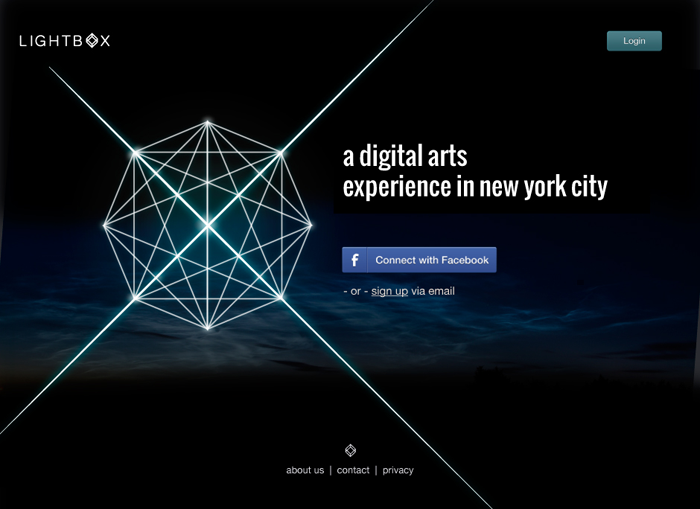 LIGHTBOX
Login
a digital arts
experience in new york city
f Connect with Facebook
- or - sign up via email
about us | contact | privacy